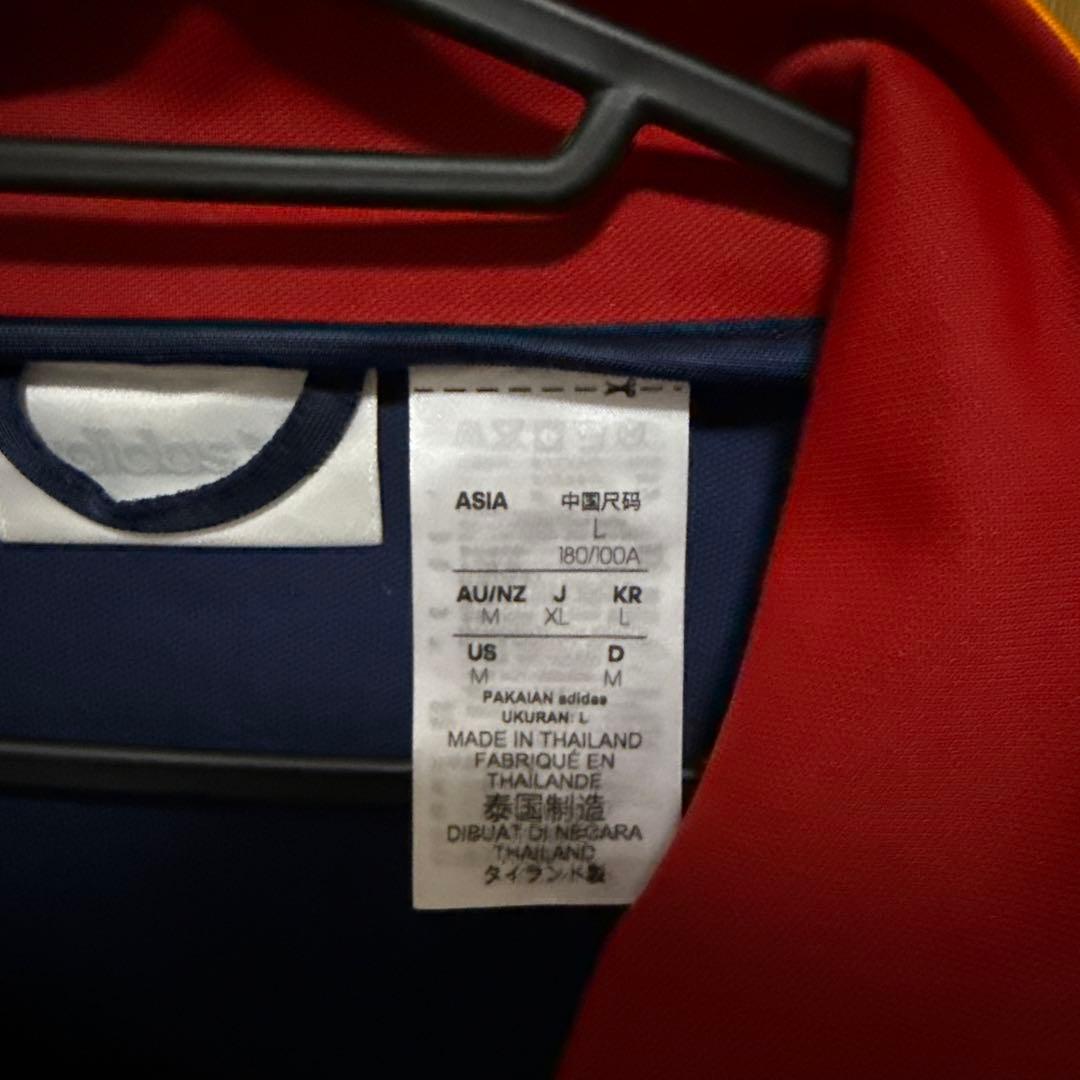 ASIA 中国尺码
L
180/100A
AU/NZ J KR
M XL L
US D
M M
PAKAIAN adidas
UKURAN: L
MADE IN THAILAND
FABRIQUÉ EN
THAÏLANDE
泰国制造
DIBUAT DI NEGARA
THAILAND
タイランド製